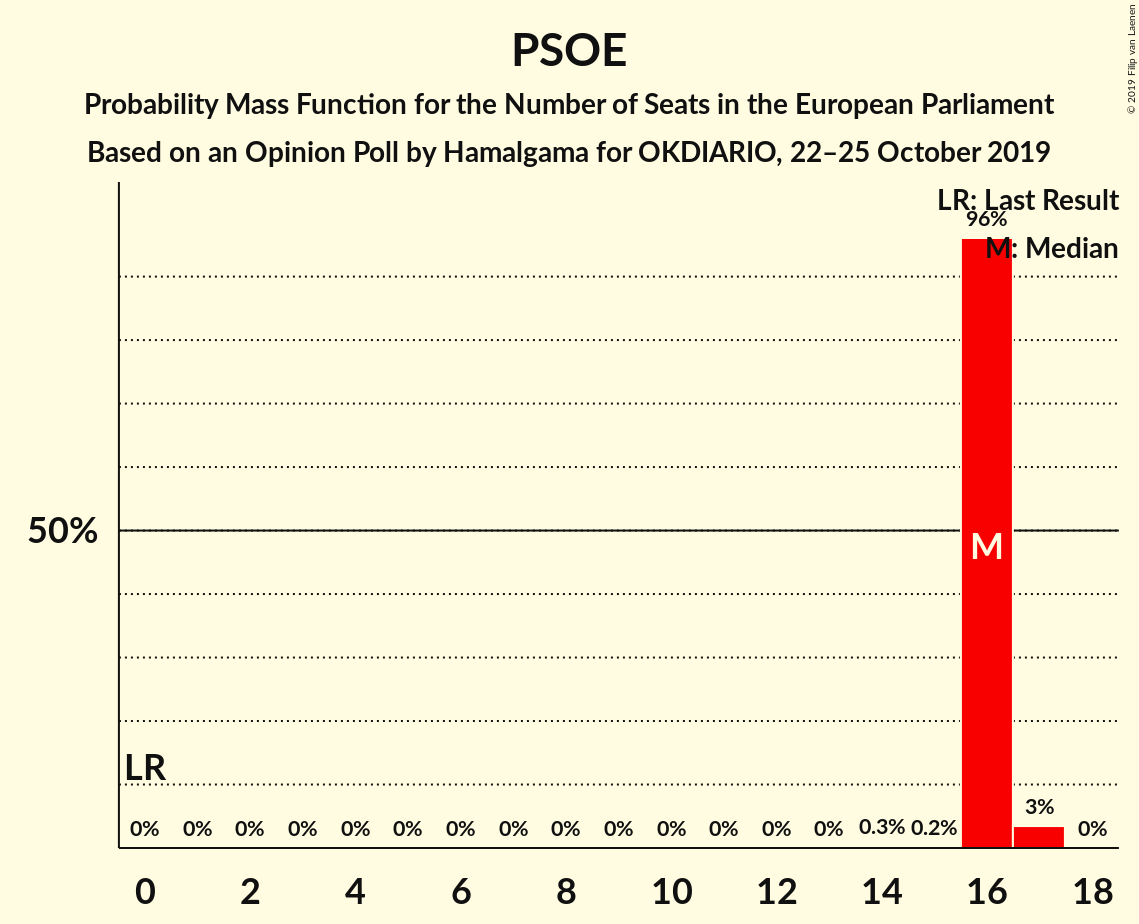 PSOE
Probability Mass Function for the Number of Seats in the European Parliament
Based on an Opinion Poll by Hamalgama for OKDIARIO, 22–25 October 2019
© 2019 Filip van Laenen
LR: Last Result
96%
M: Median
50%
M
LR
0% 0% 0% 0% 0% 0% 0% 0% 0% 0% 0% 0% 0% 0% 0.3% 0.2% 3% 0%
0 2 4 6 8 10 12 14 16 18